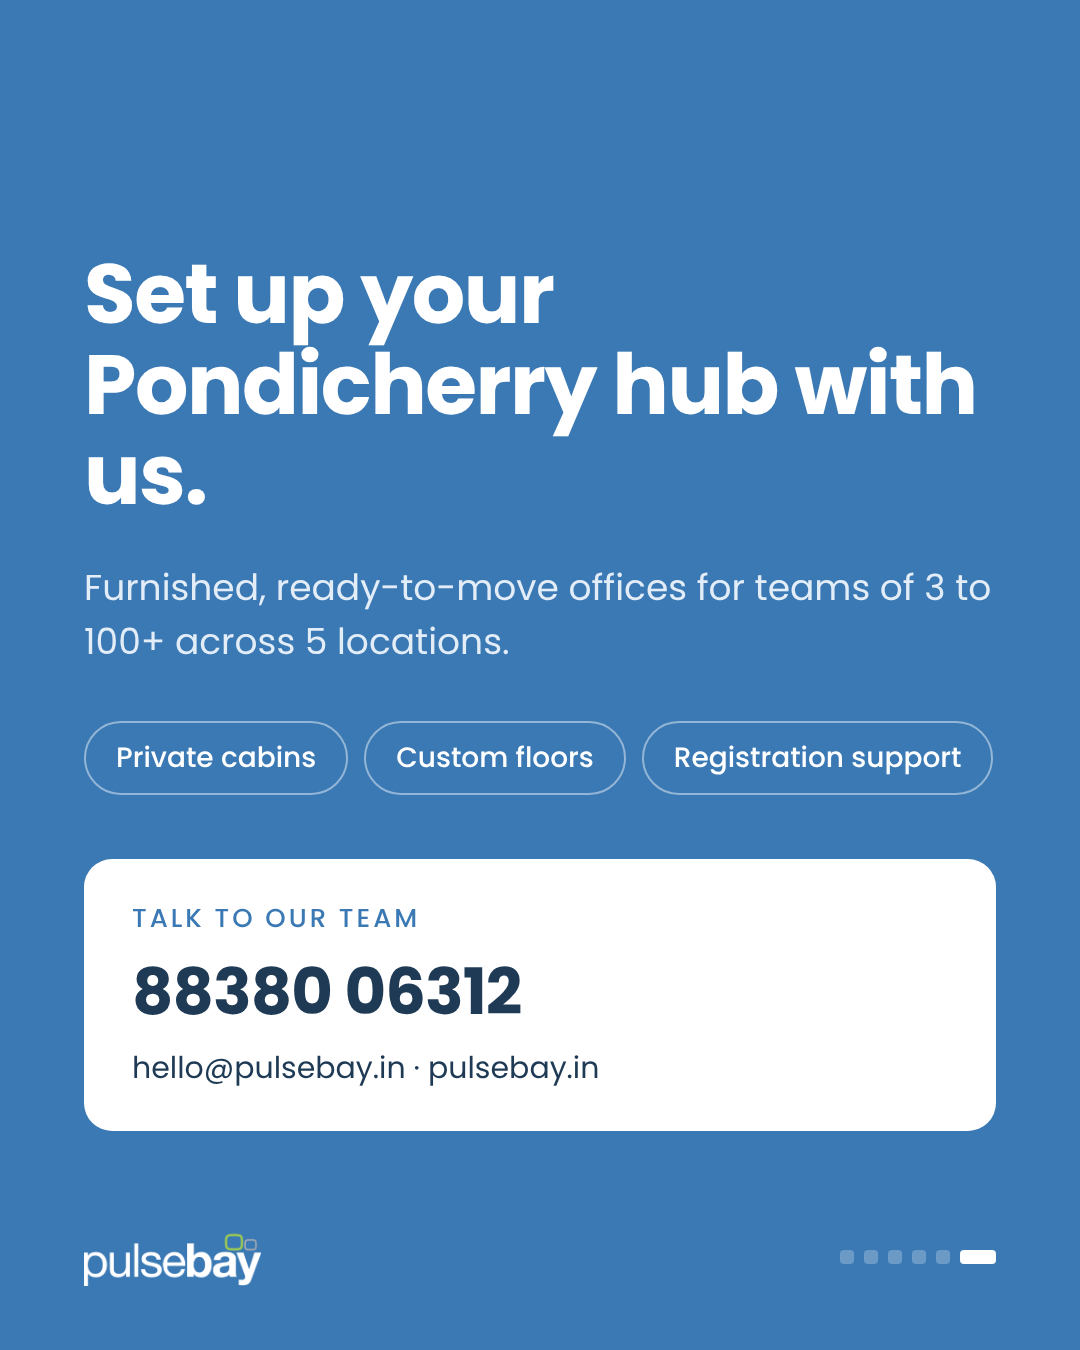 Set up your
Pondicherry hub with
us.
Furnished, ready-to-move offices for teams of 3 to
100+ across 5 locations.
Private cabins Custom floors Registration support
TALK TO OUR TEAM
88380 06312
hello@pulsebay.in · pulsebay.in
pulsebay